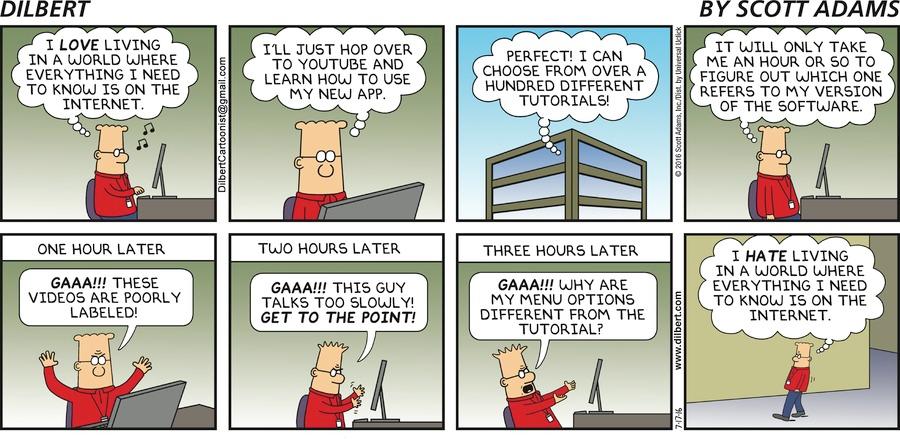 DILBERT
BY SCOTT ADAMS
I LOVE LIVING
IN A WORLD WHERE
EVERYTHING I NEED
TO KNOW IS ON THE
INTERNET.
DilbertCartoonist@gmail.com
I'LL JUST HOP OVER
TO YOUTUBE AND
LEARN HOW TO USE
MY NEW APP.
PERFECT! I CAN
CHOOSE FROM OVER A
HUNDRED DIFFERENT
TUTORIALS!
© 2016 Scott Adams, Inc./Dist. by Universal Uclick
IT WILL ONLY TAKE
ME AN HOUR OR SO TO
FIGURE OUT WHICH ONE
REFERS TO MY VERSION
OF THE SOFTWARE.
ONE HOUR LATER
GAAA!!! THESE
VIDEOS ARE POORLY
LABELED!
TWO HOURS LATER
GAAA!!! THIS GUY
TALKS TOO SLOWLY!
GET TO THE POINT!
THREE HOURS LATER
GAAA!!! WHY ARE
MY MENU OPTIONS
DIFFERENT FROM THE
TUTORIAL?
7-17-16
www.dilbert.com
I HATE LIVING
IN A WORLD WHERE
EVERYTHING I NEED
TO KNOW IS ON THE
INTERNET.